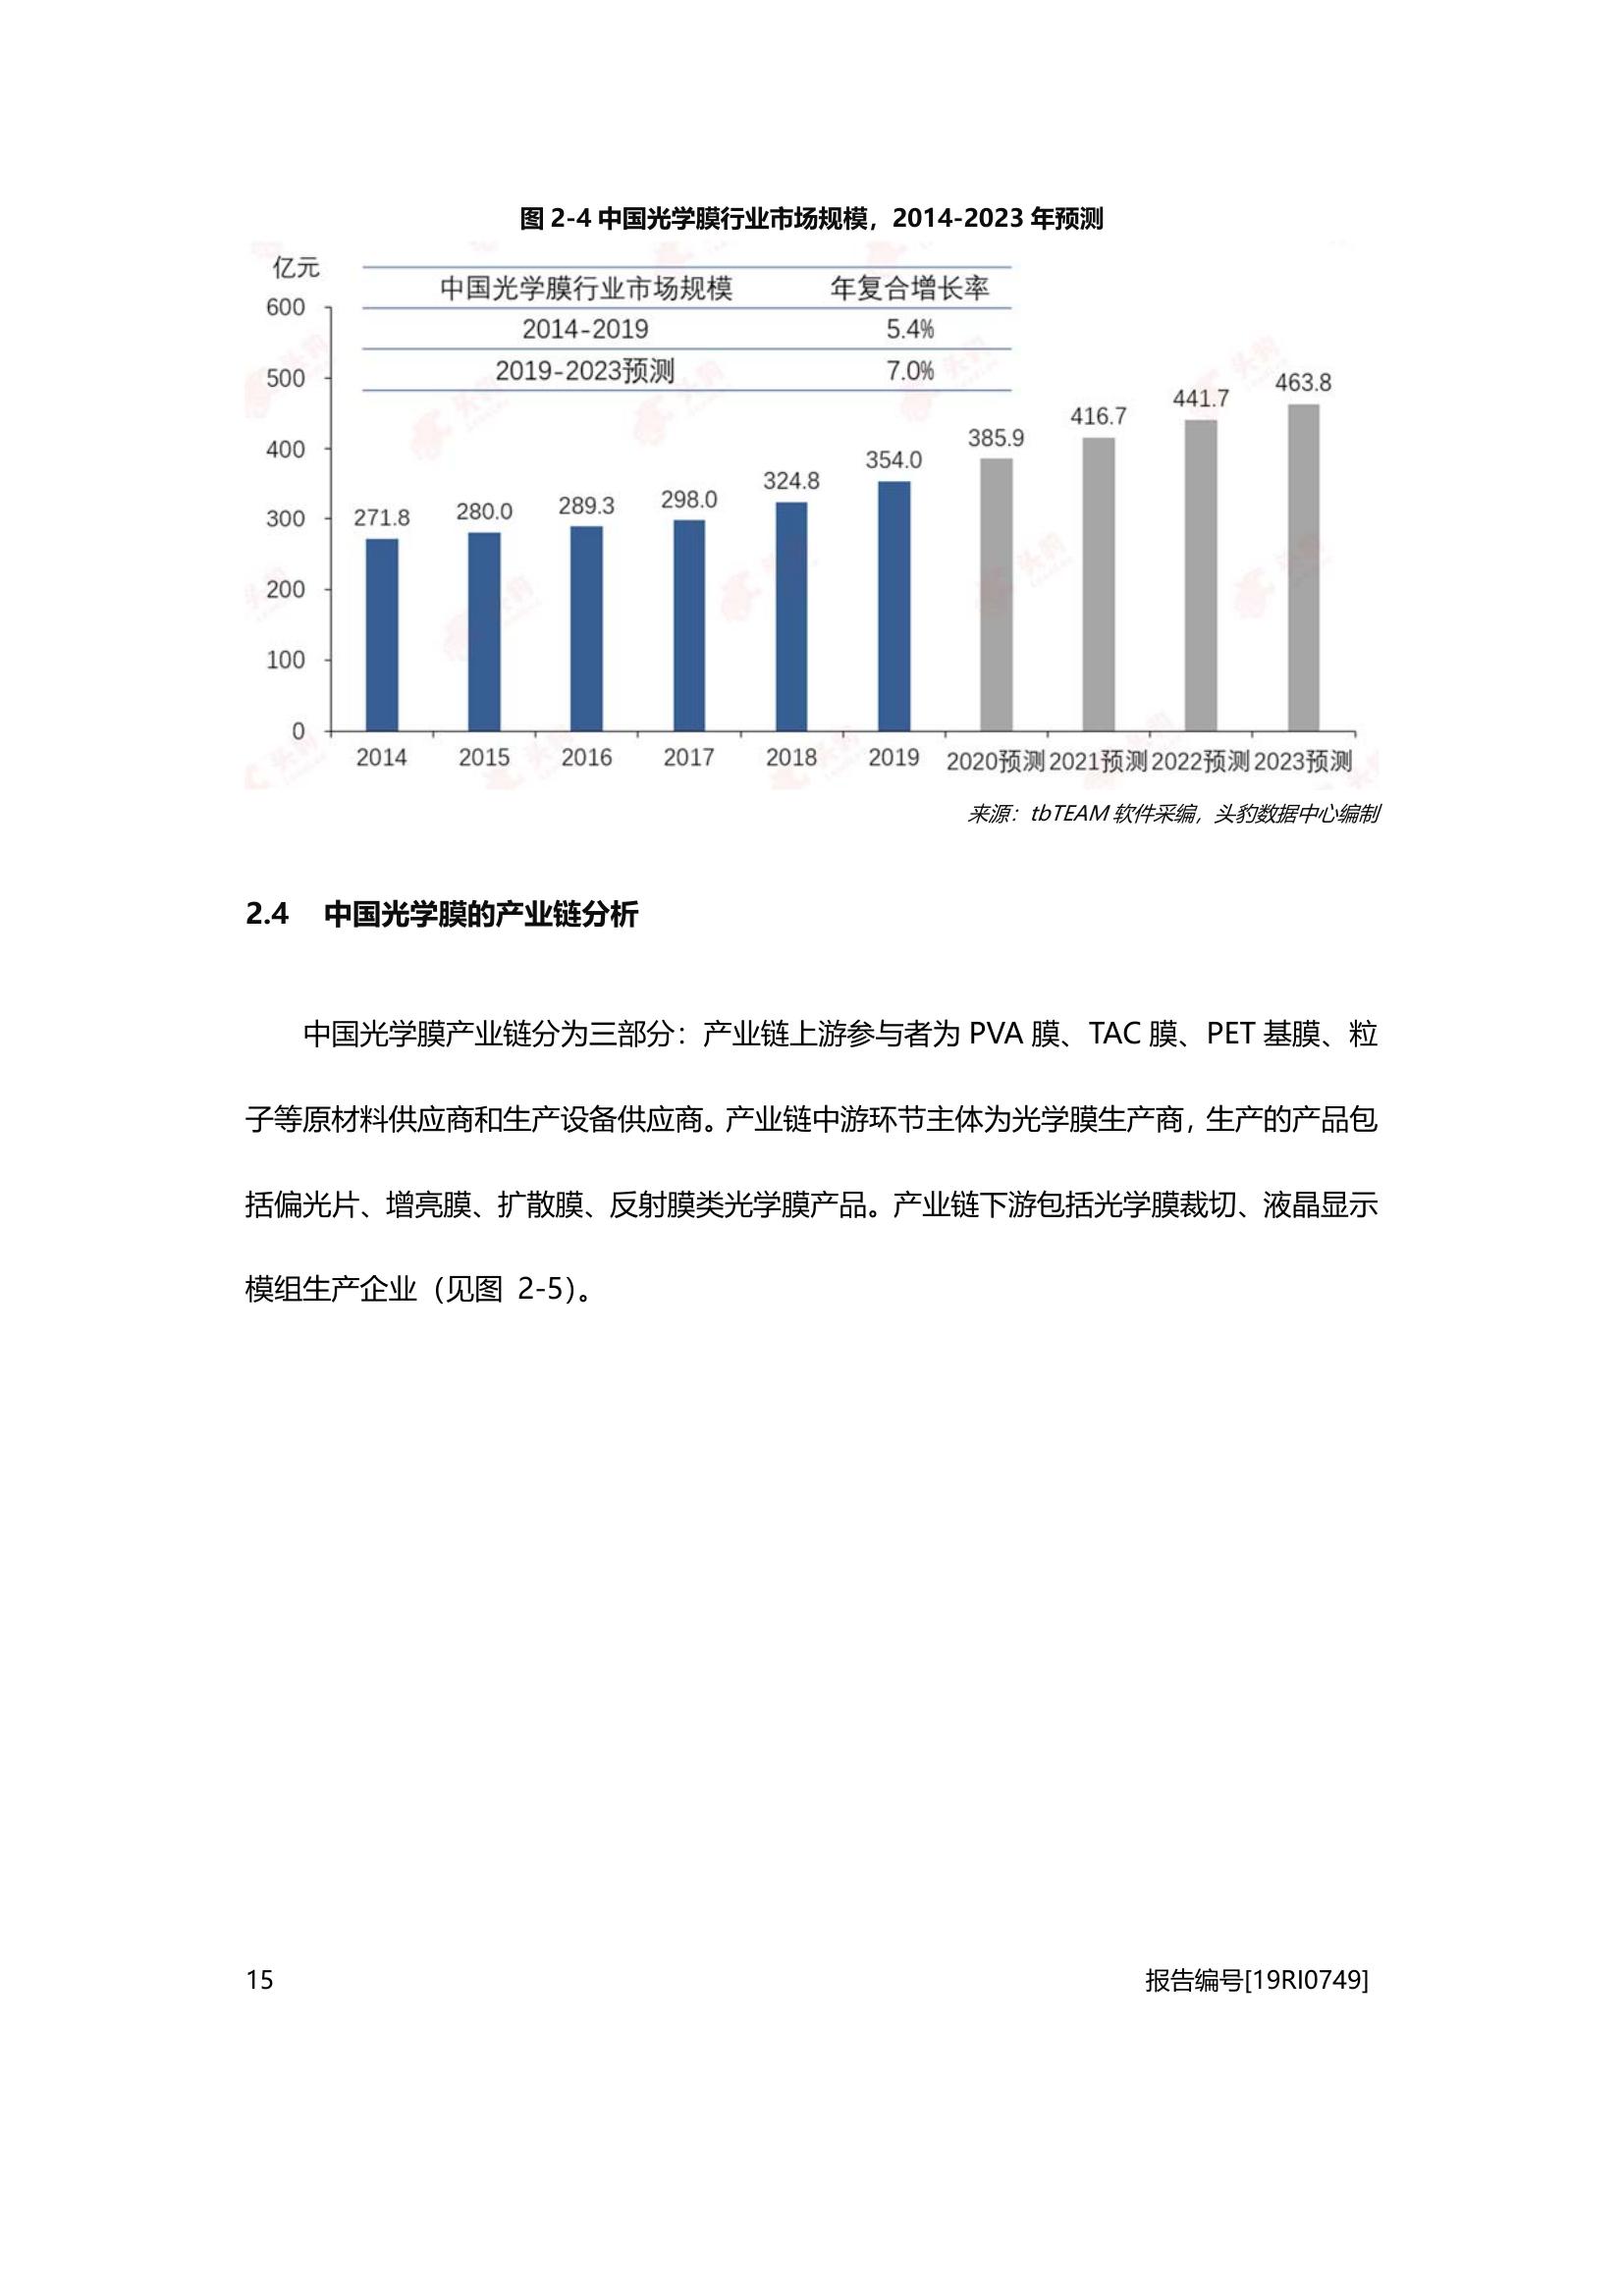 图 2-4 中国光学膜行业市场规模，2014-2023 年预测
亿元
中国光学膜行业市场规模 年复合增长率
2014-2019 5.4%
2019-2023预测 7.0%
600
500
400
300
200
100
0
271.8 280.0 289.3 298.0 324.8 354.0 385.9 416.7 441.7 463.8
2014 2015 2016 2017 2018 2019 2020预测 2021预测 2022预测 2023预测
来源：tbTEAM 软件采编，头豹数据中心编制
2.4 中国光学膜的产业链分析
中国光学膜产业链分为三部分：产业链上游参与者为 PVA 膜、TAC 膜、PET 基膜、粒
子等原材料供应商和生产设备供应商。产业链中游环节主体为光学膜生产商，生产的产品包
括偏光片、增亮膜、扩散膜、反射膜类光学膜产品。产业链下游包括光学膜裁切、液晶显示
模组生产企业（见图 2-5）。
15 报告编号[19RI0749]